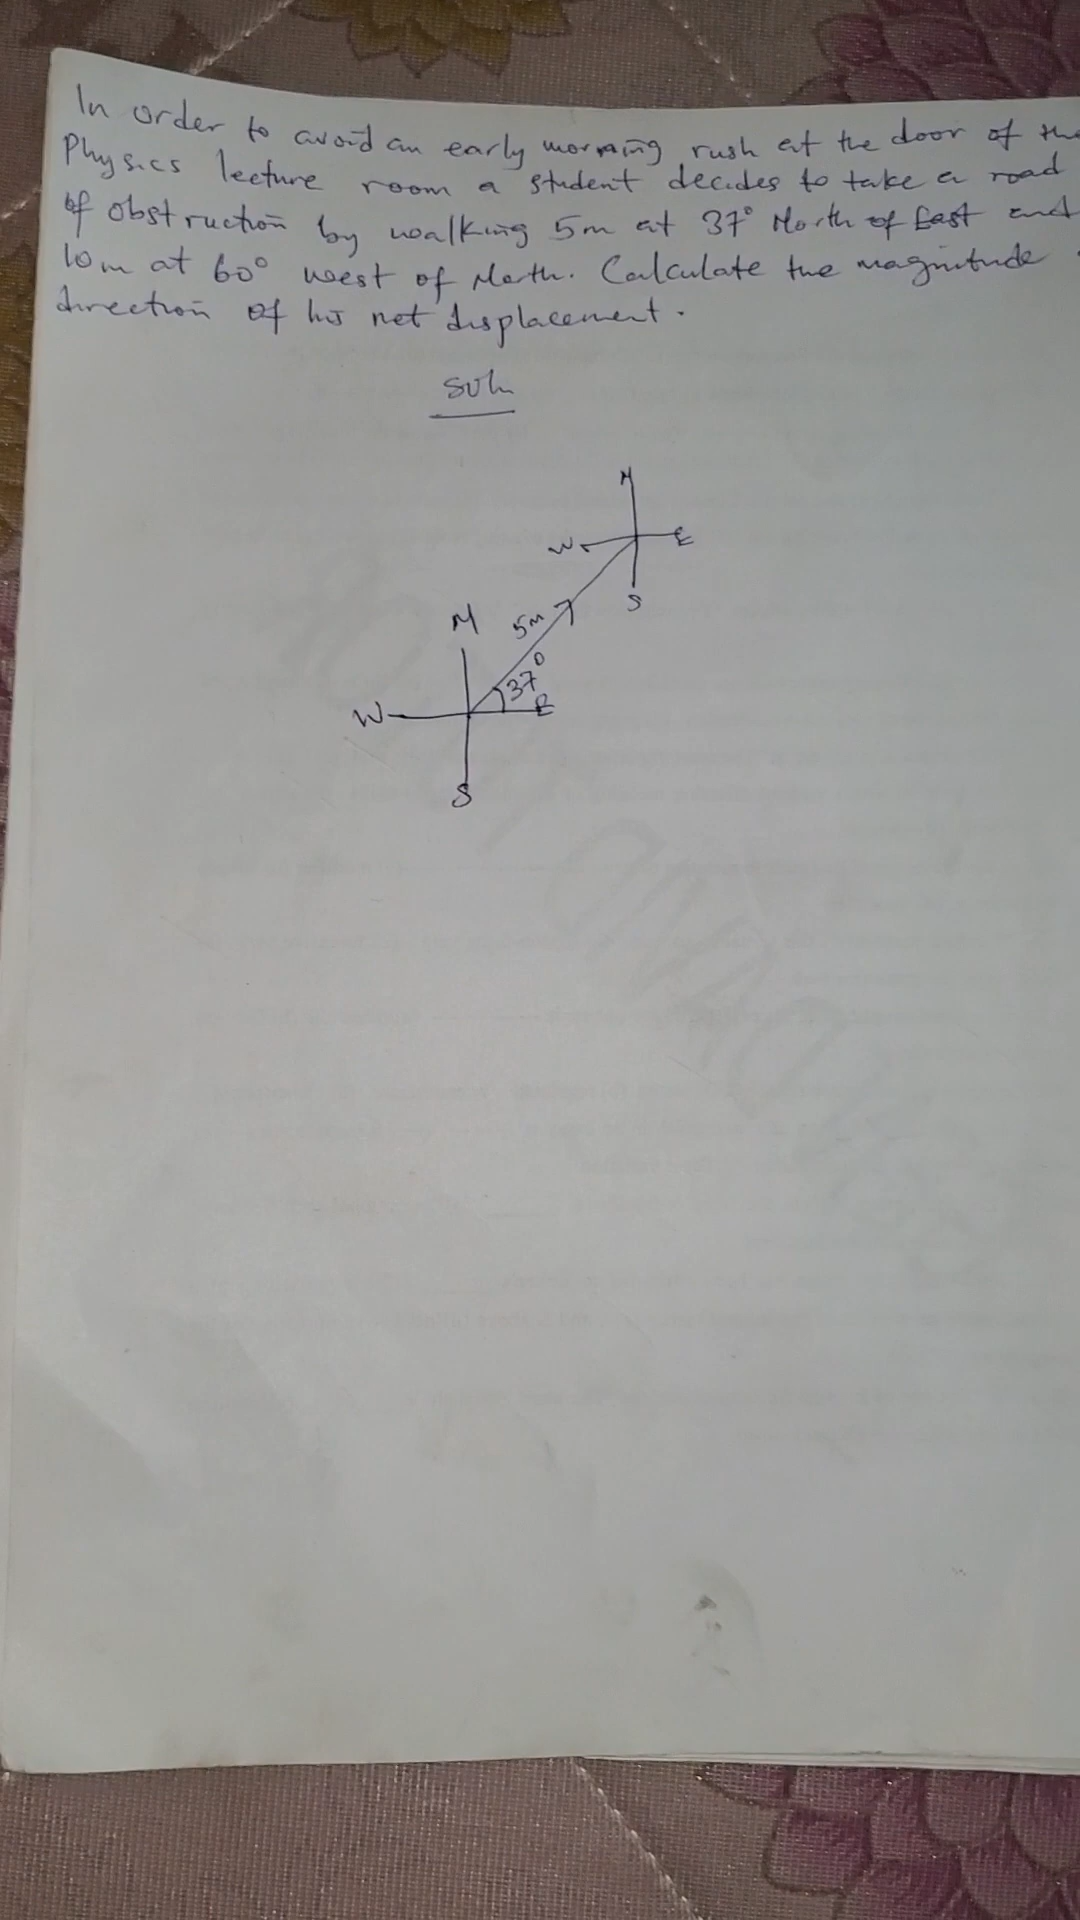 In order to avoid an early morning rush at the door of the
Physics lecture room a student decides to take a road
of obstruction by walking 5m at 37° North of East and
10m at 60° west of North. Calculate the magnitude
direction of his net displacement.
Soln
N
W E
S
5m
N
37°
W E
S